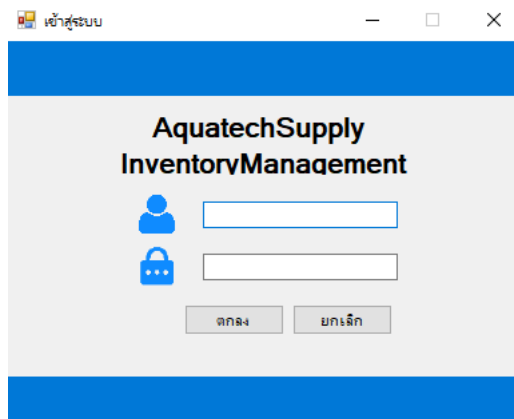 เข้าสู่ระบบ
AquatechSupply
InventoryManagement
ตกลง
ยกเลิก